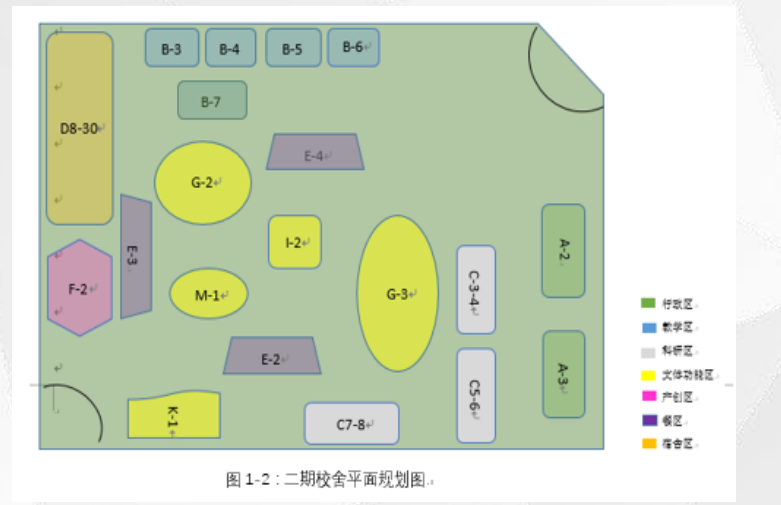 B-3 B-4 B-5 B-6
B-7
D8-30
E-4
G-2
A-2
I-2
E-3
C-3-4
F-2
M-1
G-3
E-2
A-3
C5-6
K-1
C7-8
行政区
教学区
科研区
文体功能区
产创区
餐区
宿舍区
图 1-2：二期校舍平面规划图.